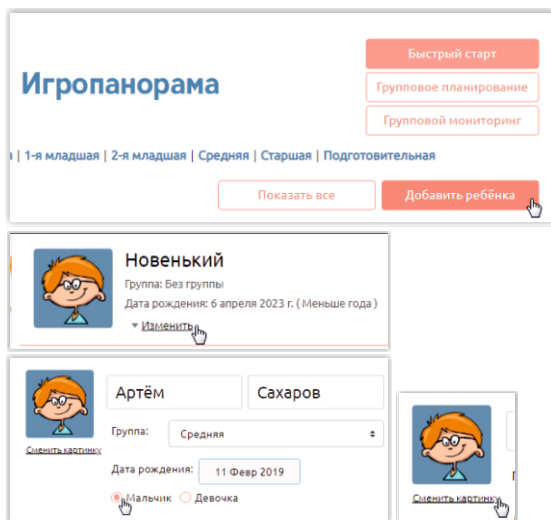 Быстрый старт
Игропанорама
Групповое планирование
Групповой мониторинг
| 1-я младшая | 2-я младшая | Средняя | Старшая | Подготовительная
Показать все
Добавить ребёнка
Новенький
Группа: Без группы
Дата рождения: 6 апреля 2023 г. ( Меньше года )
Изменить
Артём
Сахаров
Группа:
Средняя
Сменить картинку
Дата рождения:
11 Февр 2019
Мальчик
Девочка
Сменить картинку